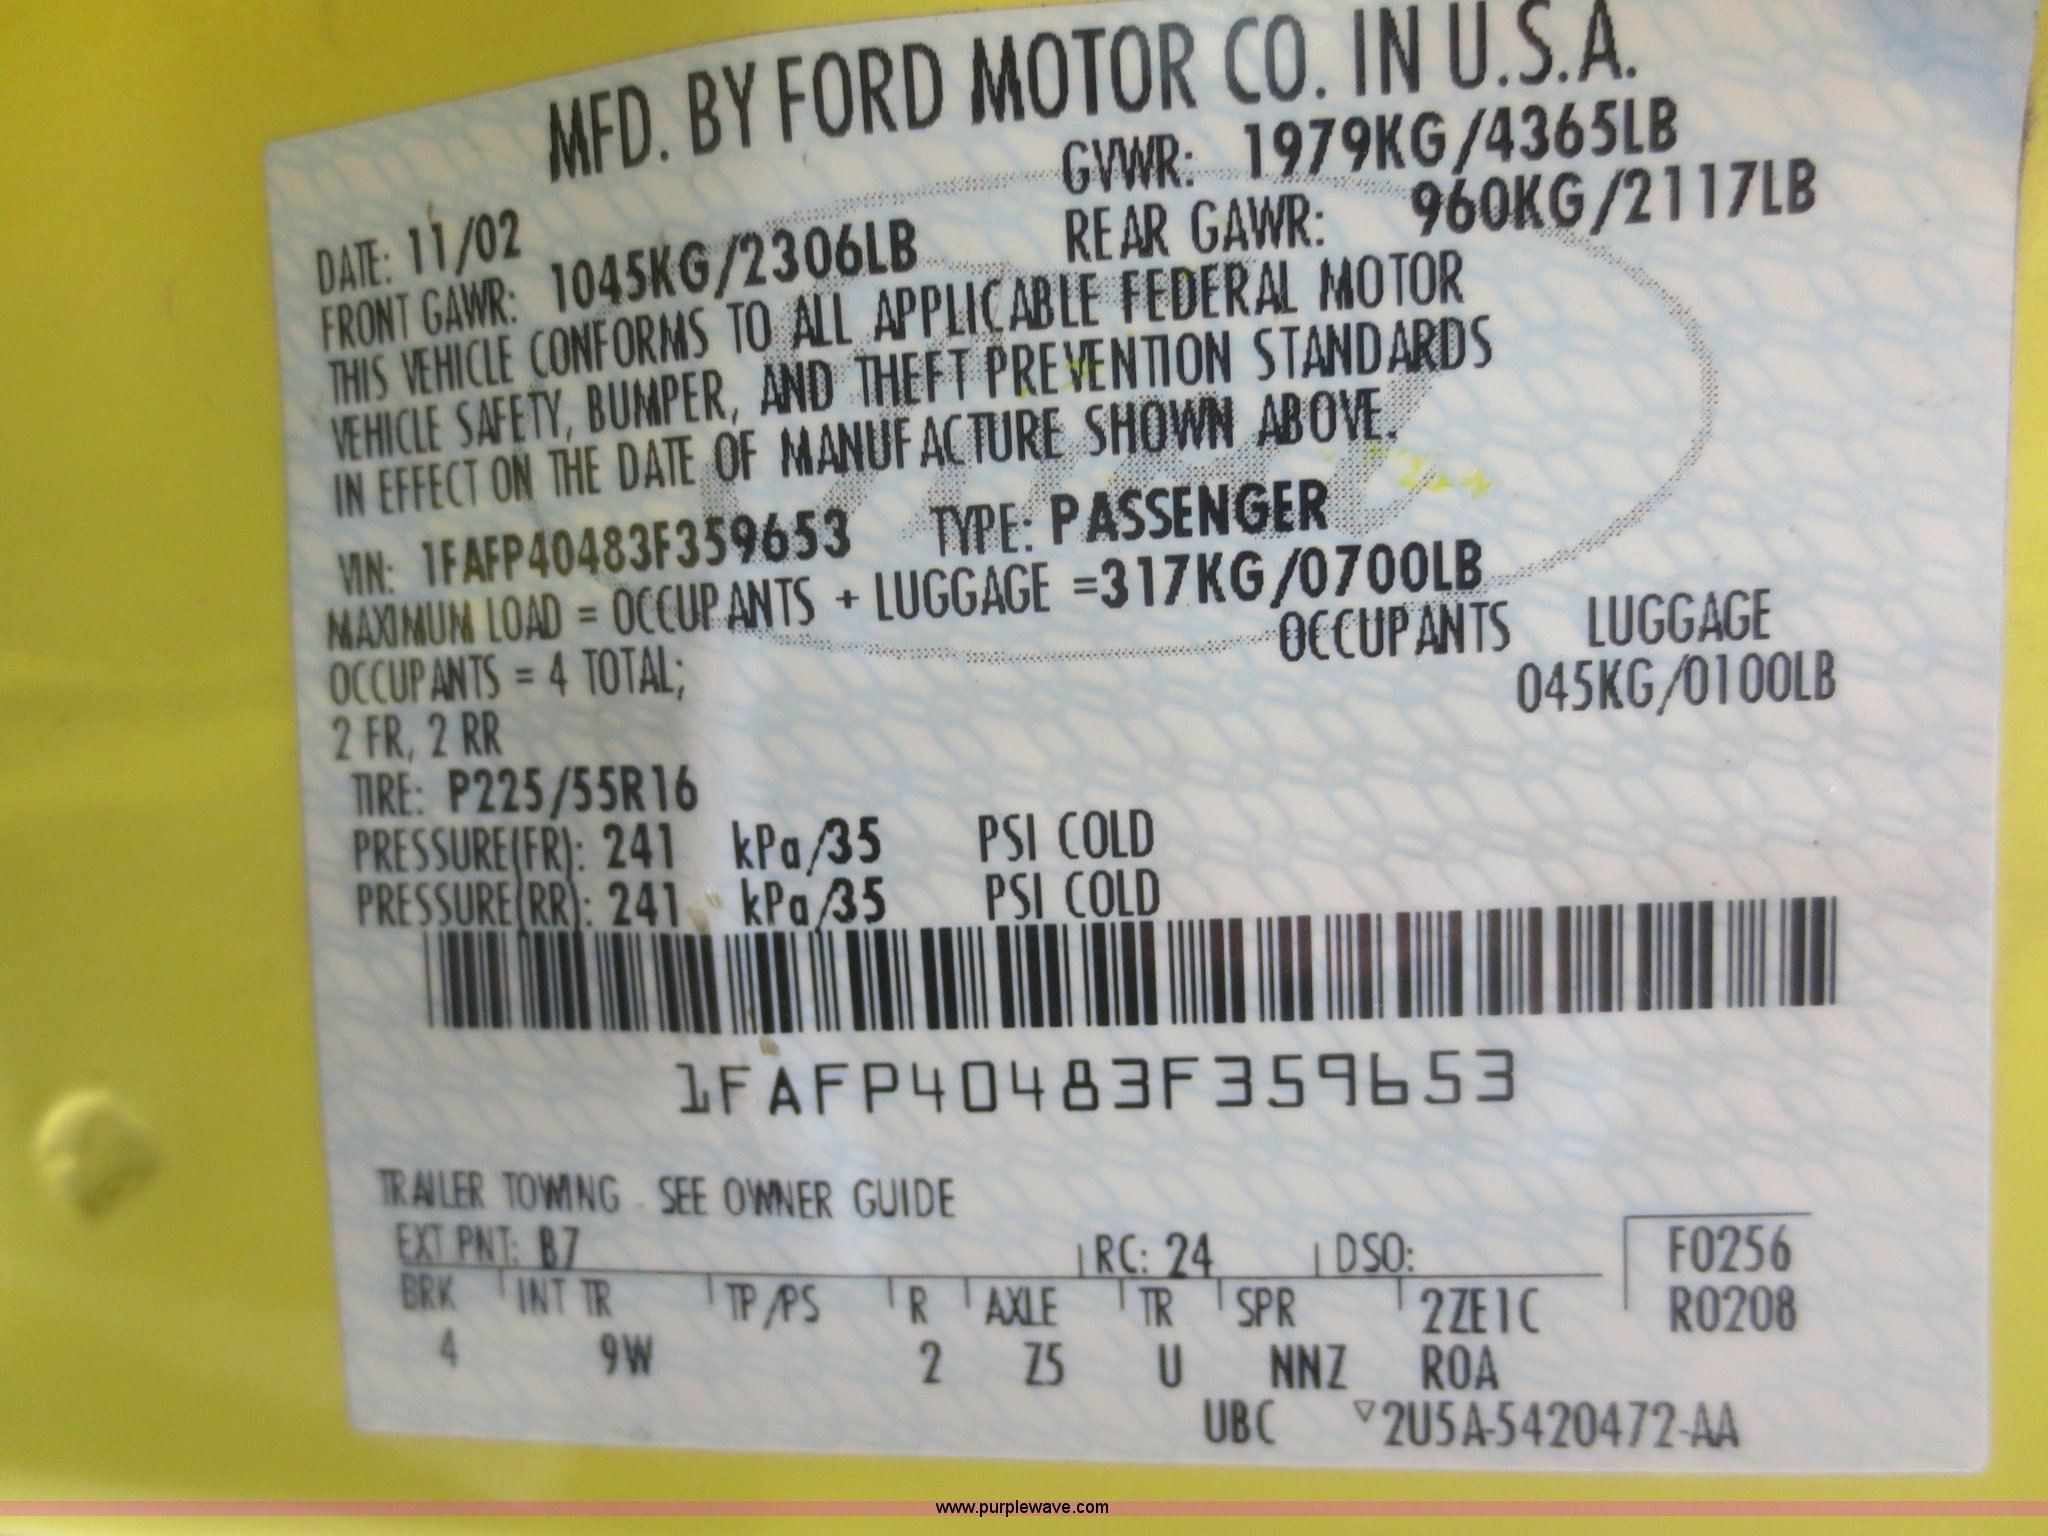 MFD. BY FORD MOTOR CO. IN U.S.A.
DATE: 11/02 GVWR: 1979KG/4365LB
FRONT GAWR: 1045KG/2306LB REAR GAWR: 960KG/2117LB
THIS VEHICLE CONFORMS TO ALL APPLICABLE FEDERAL MOTOR
VEHICLE SAFETY, BUMPER, AND THEFT PREVENTION STANDARDS
IN EFFECT ON THE DATE OF MANUFACTURE SHOWN ABOVE.
VIN: 1FAFP40483F359653 TYPE: PASSENGER
MAXIMUM LOAD = OCCUPANTS + LUGGAGE =317KG/0700LB
OCCUPANTS = 4 TOTAL; OCCUPANTS LUGGAGE
2 FR, 2 RR 045KG/0100LB
TIRE: P225/55R16
PRESSURE(FR): 241 kPa/35 PSI COLD
PRESSURE(RR): 241 kPa/35 PSI COLD
1FAFP40483F359653
TRAILER TOWING - SEE OWNER GUIDE
EXT PNT: B7 RC: 24 DSO: F0256
BRK INT TR TP/PS R AXLE TR SPR 2ZE1C R0208
4 9W 2 Z5 U NNZ ROA
UBC ▽2U5A-5420472-AA
www.purplewave.com